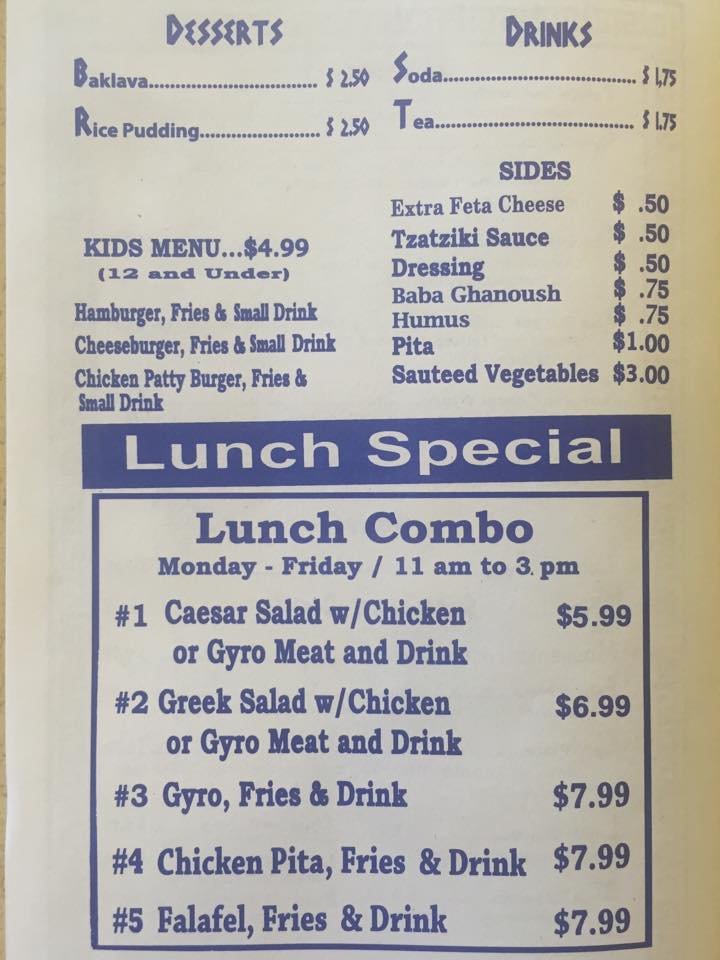 DESSERTS
Baklava................................ $ 2.50
Rice Pudding....................... $ 2.50
DRINKS
Soda.................................... $ 1.75
Tea...................................... $ 1.75
SIDES
Extra Feta Cheese $ .50
Tzatziki Sauce $ .50
Dressing $ .50
Baba Ghanoush $ .75
Humus $ .75
Pita $1.00
Sauteed Vegetables $3.00
KIDS MENU...$4.99
(12 and Under)
Hamburger, Fries & Small Drink
Cheeseburger, Fries & Small Drink
Chicken Patty Burger, Fries &
Small Drink
Lunch Special
Lunch Combo
Monday - Friday / 11 am to 3 pm
#1 Caesar Salad w/Chicken $5.99
or Gyro Meat and Drink
#2 Greek Salad w/Chicken $6.99
or Gyro Meat and Drink
#3 Gyro, Fries & Drink $7.99
#4 Chicken Pita, Fries & Drink $7.99
#5 Falafel, Fries & Drink $7.99